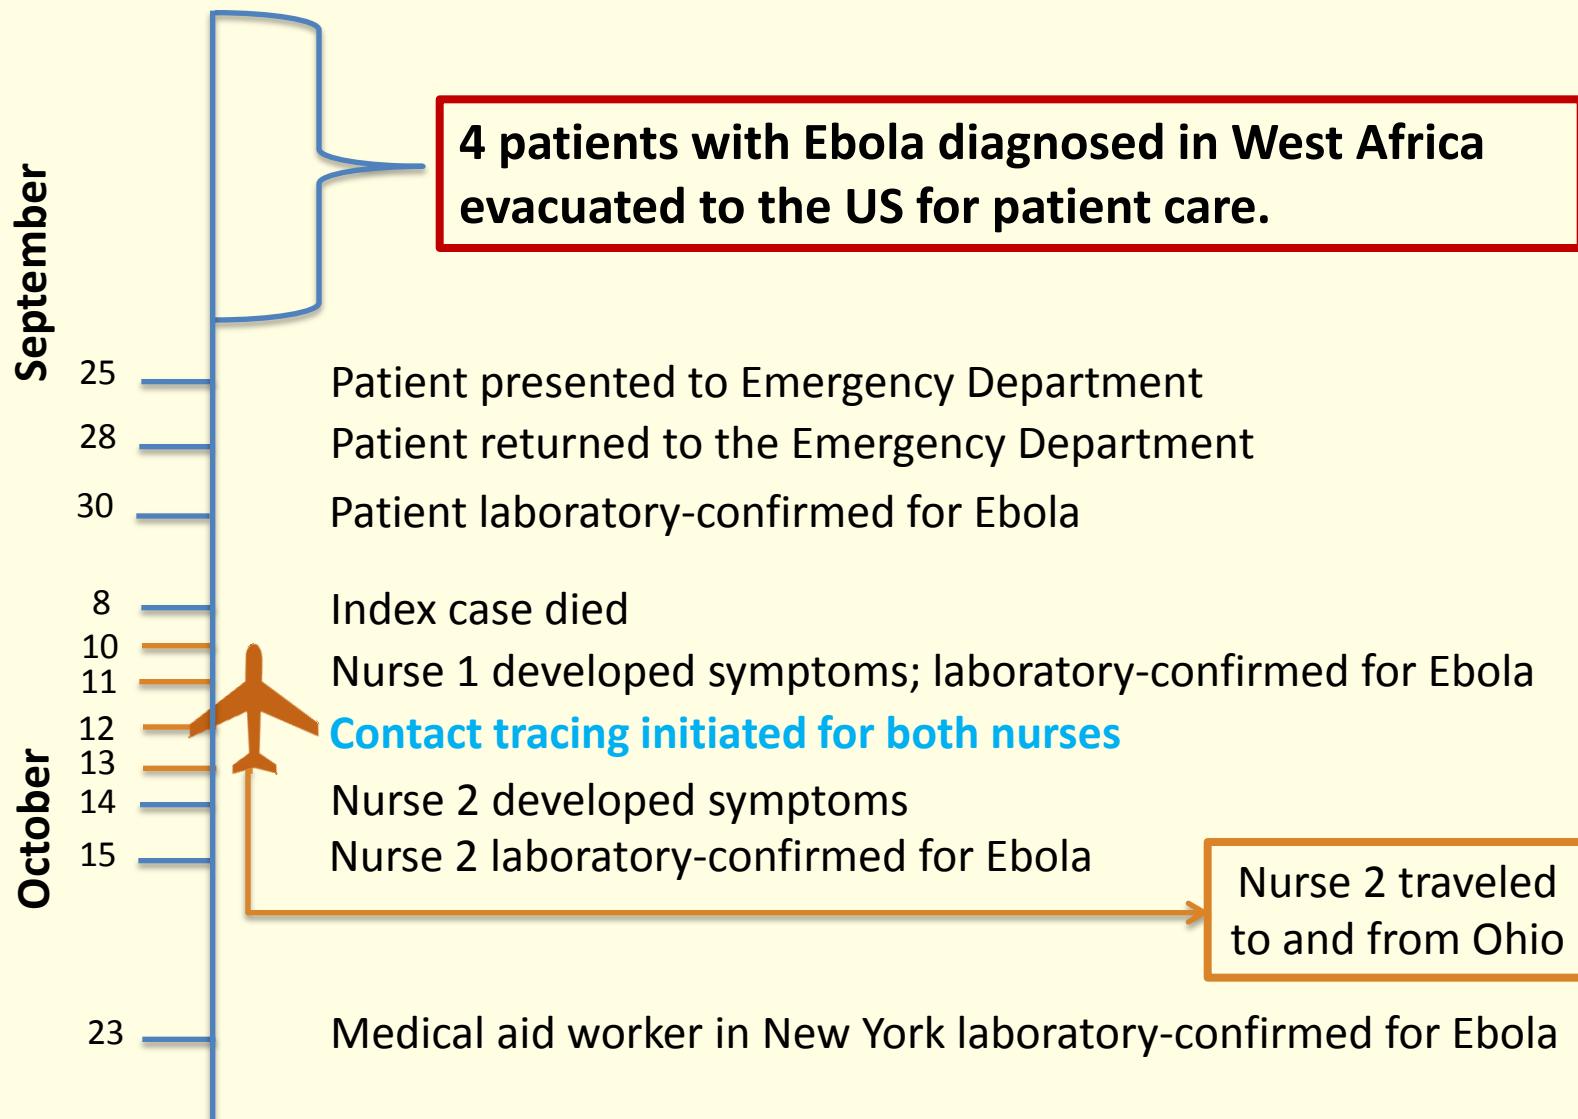 4 patients with Ebola diagnosed in West Africa
evacuated to the US for patient care.
September
25 Patient presented to Emergency Department
28 Patient returned to the Emergency Department
30 Patient laboratory-confirmed for Ebola
October
8 Index case died
10
11 Nurse 1 developed symptoms; laboratory-confirmed for Ebola
12 Contact tracing initiated for both nurses
13
14 Nurse 2 developed symptoms
15 Nurse 2 laboratory-confirmed for Ebola
Nurse 2 traveled
to and from Ohio
23 Medical aid worker in New York laboratory-confirmed for Ebola